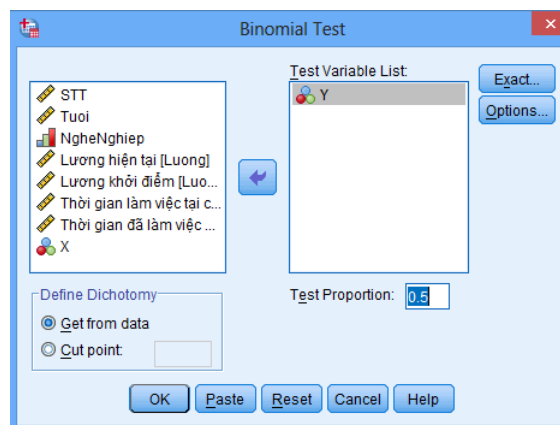 Binomial Test
STT
Tuoi
NgheNghiep
Lương hiện tại [Luong]
Lương khởi điểm [Luo...
Thời gian làm việc tại c...
Thời gian đã làm việc ...
X
Test Variable List:
Y
Exact...
Options...
Define Dichotomy
Get from data
Cut point:
Test Proportion: 0.5
OK Paste Reset Cancel Help